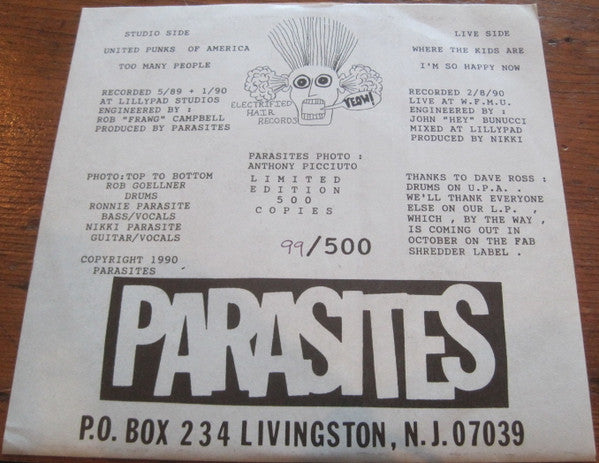 STUDIO SIDE
UNITED PUNKS OF AMERICA
TOO MANY PEOPLE
RECORDED 5/89 + 1/90
AT LILLYPAD STUDIOS
ENGINEERED BY :
ROB "FRAWG" CAMPBELL
PRODUCED BY PARASITES
YEOW!
ELECTRIFIED
HAIR
RECORDS
LIVE SIDE
WHERE THE KIDS ARE
I'M SO HAPPY NOW
RECORDED 2/8/90
LIVE AT W.F.M.U.
ENGINEERED BY :
JOHN "HEY" BUNUCCI
MIXED AT LILLYPAD
PRODUCED BY NIKKI
PHOTO:TOP TO BOTTOM
ROB GOELLNER
DRUMS
RONNIE PARASITE
BASS/VOCALS
NIKKI PARASITE
GUITAR/VOCALS
COPYRIGHT 1990
PARASITES
PARASITES PHOTO :
ANTHONY PICCIUTO
LIMITED
EDITION
500
COPIES
99/500
THANKS TO DAVE ROSS :
DRUMS ON U.P.A. .
WE'LL THANK EVERYONE
ELSE ON OUR L.P. ,
WHICH , BY THE WAY ,
IS COMING OUT IN
OCTOBER ON THE FAB
SHREDDER LABEL .
PARASITES
P.O. BOX 234 LIVINGSTON, N.J. 07039